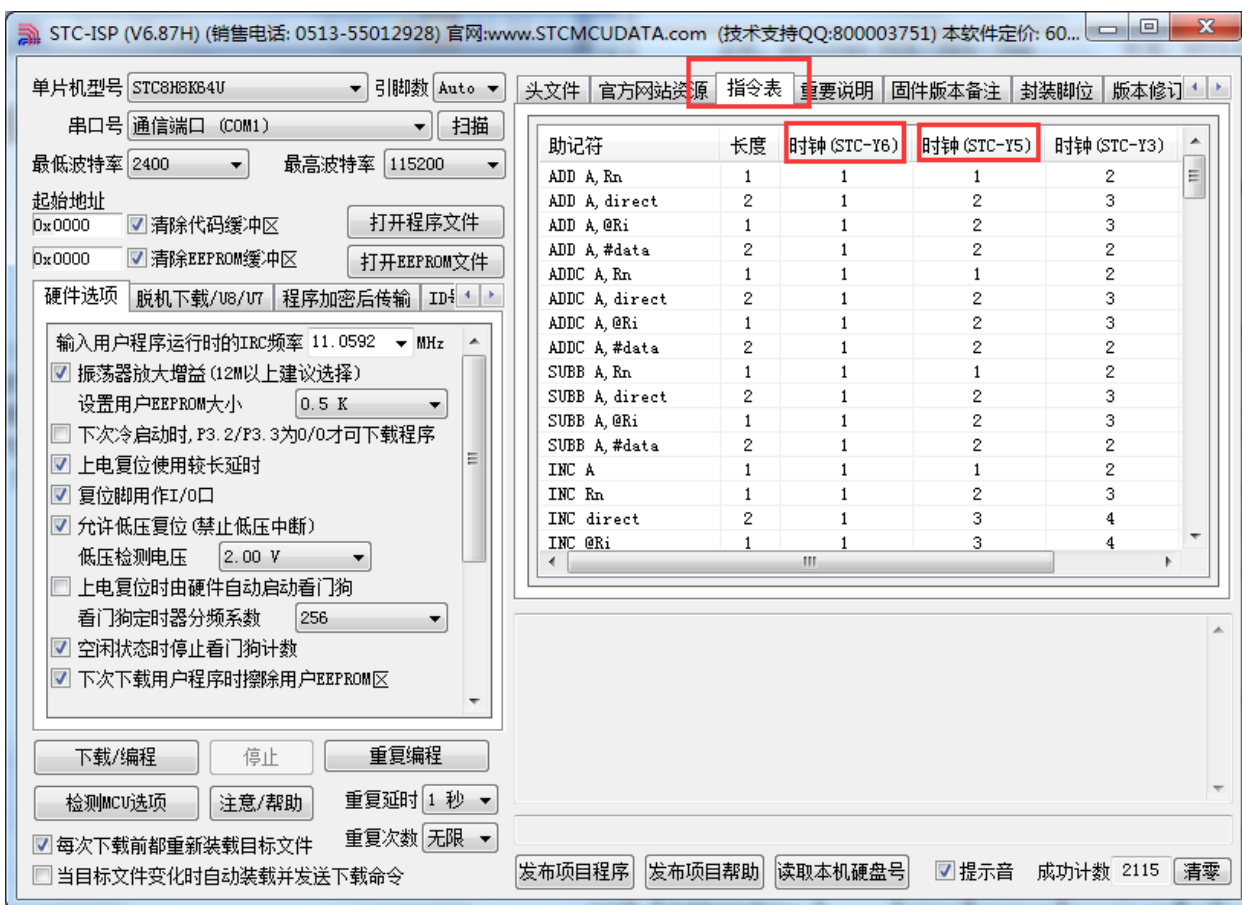 STC-ISP (V6.87H) (销售电话: 0513-55012928) 官网:www.STCMCUDATA.com (技术支持QQ:800003751) 本软件定价: 60...
单片机型号 STC8H8K64U 引脚数 Auto
串口号 通信端口 (COM1) 扫描
最低波特率 2400 最高波特率 115200
起始地址
0x0000 清除代码缓冲区 打开程序文件
0x0000 清除EEPROM缓冲区 打开EEPROM文件
硬件选项 脱机下载/U8/U7 程序加密后传输
输入用户程序运行时的IRC频率 11.0592 MHz
振荡器放大增益(12M以上建议选择)
设置用户EEPROM大小 0.5 K
下次冷启动时,P3.2/P3.3为0/0才可下载程序
上电复位使用较长延时
复位脚用作I/O口
允许低压复位(禁止低压中断)
低压检测电压 2.00 V
上电复位时由硬件自动启动看门狗
看门狗定时器分频系数 256
空闲状态时停止看门狗计数
下次下载用户程序时擦除用户EEPROM区
下载/编程 停止 重复编程
检测MCU选项 注意/帮助 重复延时 1 秒
每次下载前都重新装载目标文件 重复次数 无限
当目标文件变化时自动装载并发送下载命令
头文件 官方网站资源 指令表 重要说明 固件版本备注 封装脚位 版本修订
助记符 长度 时钟(STC-Y6) 时钟(STC-Y5) 时钟(STC-Y3)
ADD A,Rn 1 1 1 2
ADD A,direct 2 1 2 3
ADD A,@Ri 1 1 2 3
ADD A,#data 2 1 2 2
ADDC A,Rn 1 1 1 2
ADDC A,direct 2 1 2 3
ADDC A,@Ri 1 1 2 3
ADDC A,#data 2 1 2 2
SUBB A,Rn 1 1 1 2
SUBB A,direct 2 1 2 3
SUBB A,@Ri 1 1 2 3
SUBB A,#data 2 1 2 2
INC A 1 1 1 2
INC Rn 1 1 2 3
INC direct 2 1 3 4
INC @Ri 1 1 3 4
发布项目程序 发布项目帮助 读取本机硬盘号 提示音 成功计数 2115 清零